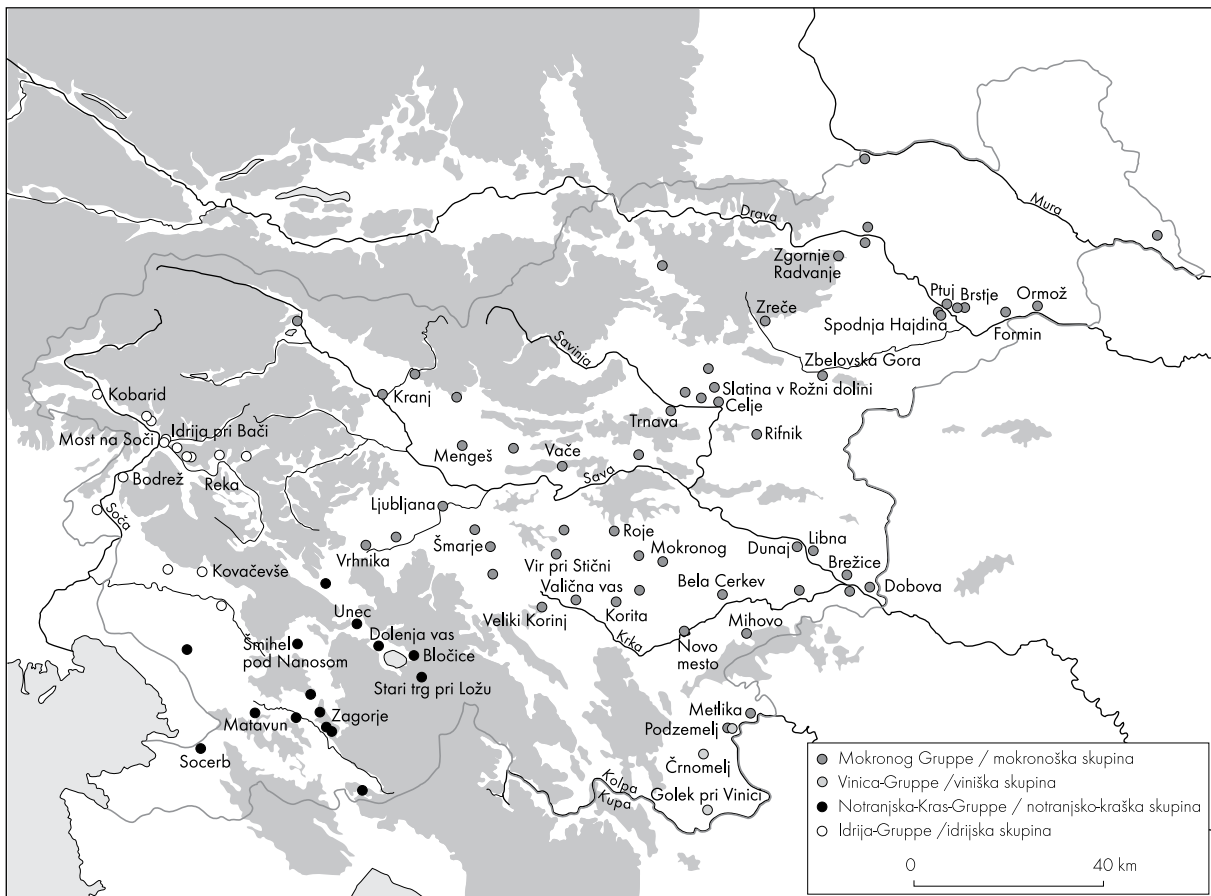 Drava
Mura
Zgornje
Radvanje
Ptuj
Brstje
Ormož
Zreče
Spodnja Hajdina
Formin
Savinja
Zbelovska Gora
Kobarid
Kranj
Slatina v Rožni dolini
Celje
Trnava
Idrija pri Bači
Most na Soči
Rifnik
Mengeš
Vače
Bodrež
Reka
Sava
Ljubljana
Soča
Roje
Dunaj
Libna
Šmarje
Vrhnika
Mokronog
Vir pri Stični
Brežice
Kovačevše
Valična vas
Bela Cerkev
Dobova
Unec
Veliki Korinj
Korita
Mihovo
Dolenja vas
Krka
Novo
mesto
Šmihel
pod Nanosom
Bločice
Stari trg pri Ložu
Metlika
Matavun
Zagorje
Podzemelj
Socerb
Črnomelj
Kolpa
Kupa
Golek pri Vinici
Mokronog Gruppe / mokronoška skupina
Vinica-Gruppe /viniška skupina
Notranjska-Kras-Gruppe / notranjsko-kraška skupina
Idrija-Gruppe /idrijska skupina
0 40 km